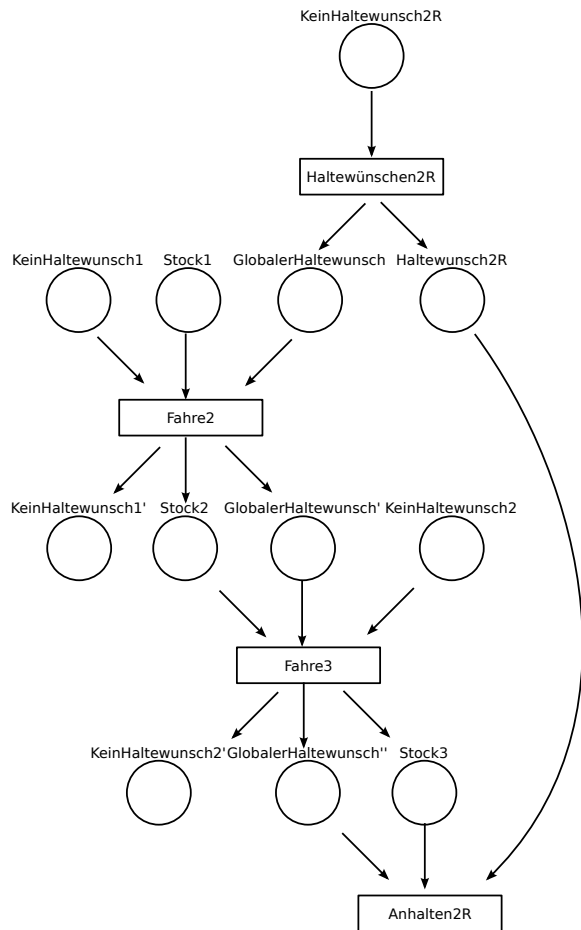 KeinHaltewunsch2R
Haltewünschen2R
KeinHaltewunsch1 Stock1 GlobalerHaltewunsch Haltewunsch2R
Fahre2
KeinHaltewunsch1' Stock2 GlobalerHaltewunsch' KeinHaltewunsch2
Fahre3
KeinHaltewunsch2' GlobalerHaltewunsch'' Stock3
Anhalten2R